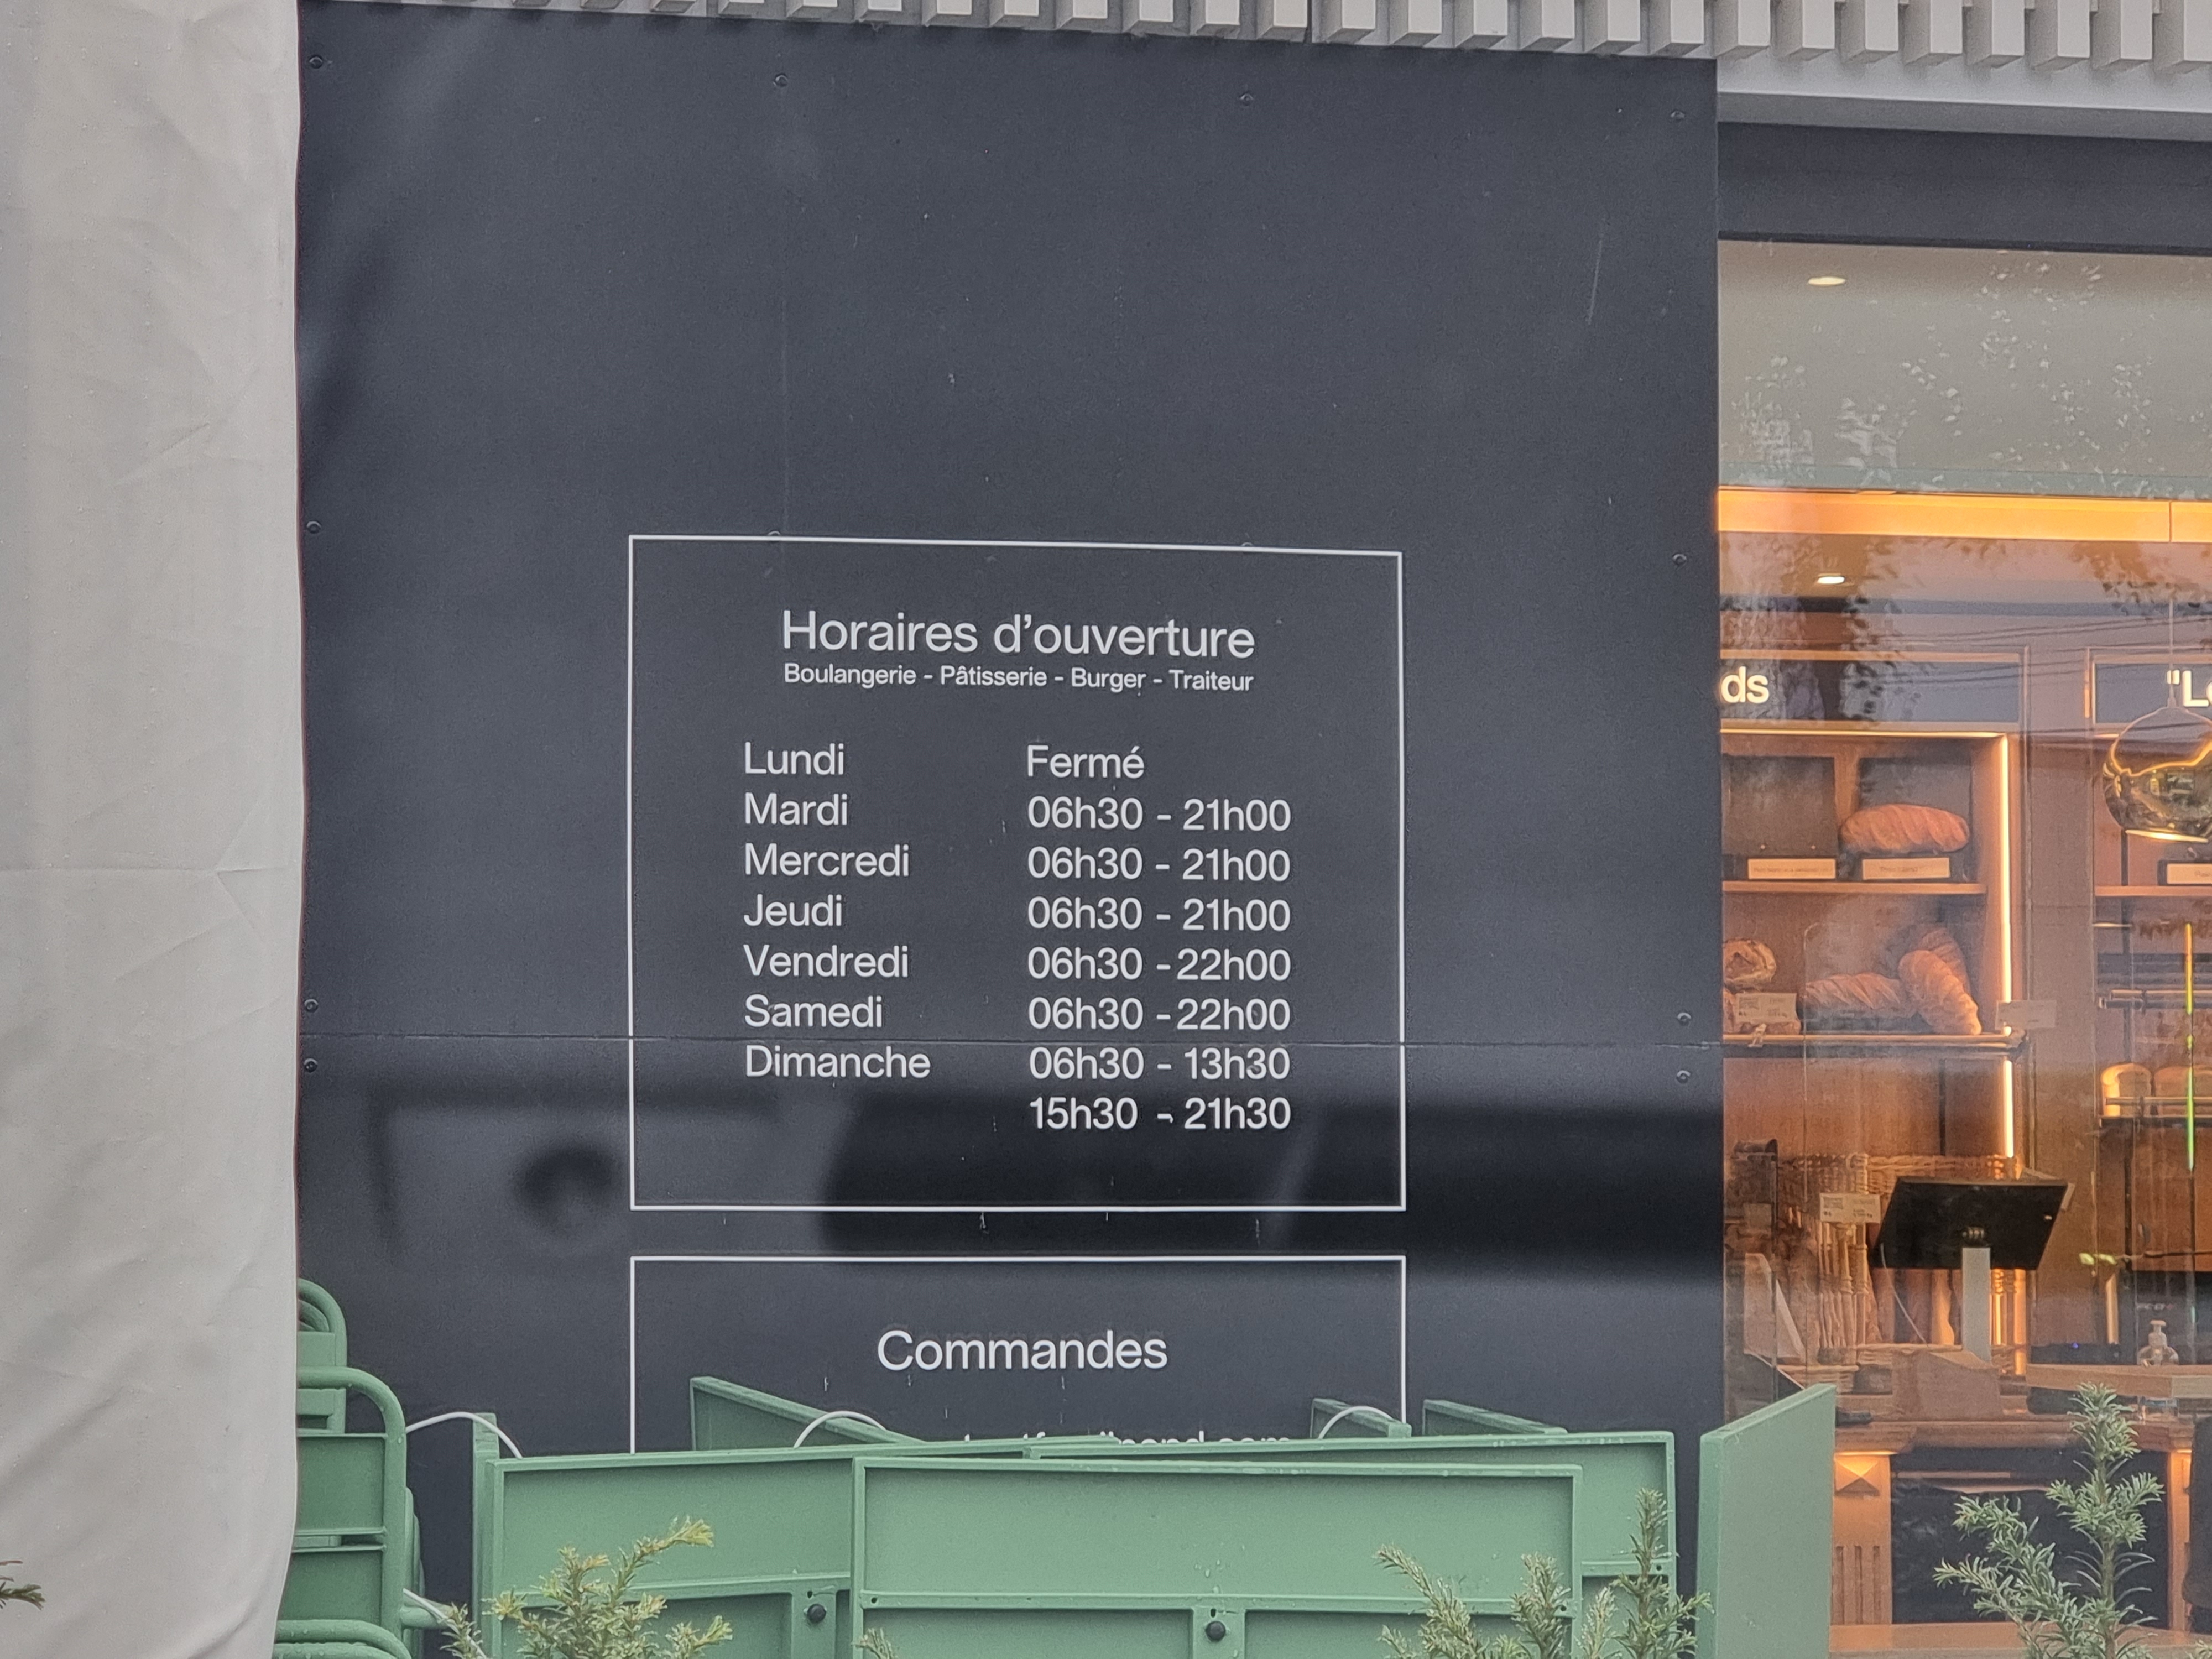 Horaires d'ouverture
Boulangerie - Pâtisserie - Burger - Traiteur
Lundi Fermé
Mardi 06h30 - 21h00
Mercredi 06h30 - 21h00
Jeudi 06h30 - 21h00
Vendredi 06h30 - 22h00
Samedi 06h30 - 22h00
Dimanche 06h30 - 13h30
15h30 - 21h30
Commandes
ds
"L